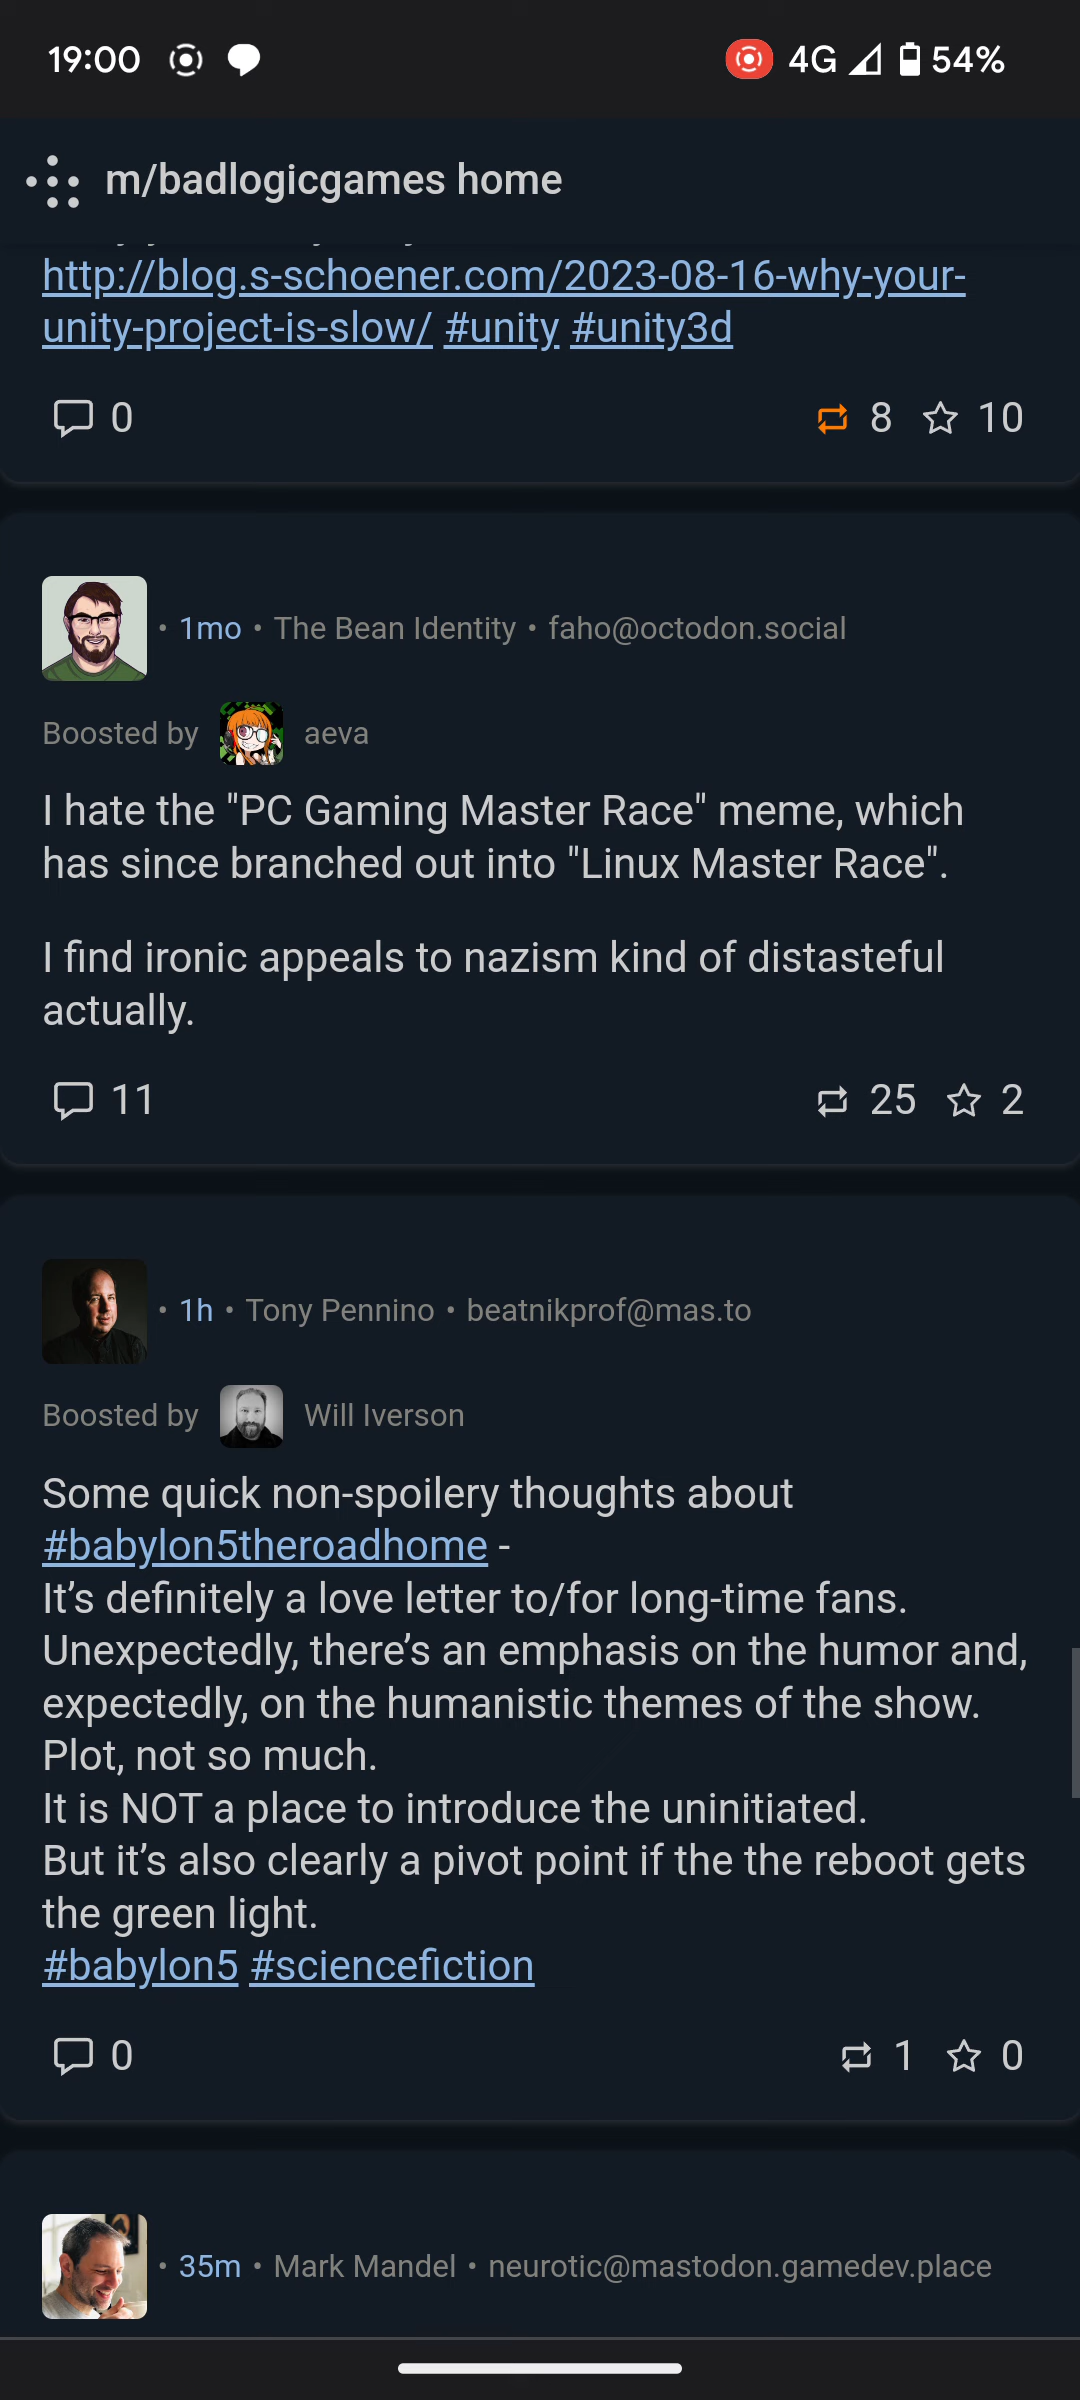 19:00 4G 54%
m/badlogicgames home
http://blog.s-schoener.com/2023-08-16-why-your-
unity-project-is-slow/ #unity #unity3d
0 8 10
• 1mo • The Bean Identity • faho@octodon.social
Boosted by aeva
I hate the "PC Gaming Master Race" meme, which
has since branched out into "Linux Master Race".
I find ironic appeals to nazism kind of distasteful
actually.
11 25 2
• 1h • Tony Pennino • beatnikprof@mas.to
Boosted by Will Iverson
Some quick non-spoilery thoughts about
#babylon5theroadhome -
It’s definitely a love letter to/for long-time fans.
Unexpectedly, there’s an emphasis on the humor and,
expectedly, on the humanistic themes of the show.
Plot, not so much.
It is NOT a place to introduce the uninitiated.
But it’s also clearly a pivot point if the the reboot gets
the green light.
#babylon5 #sciencefiction
0 1 0
• 35m • Mark Mandel • neurotic@mastodon.gamedev.place